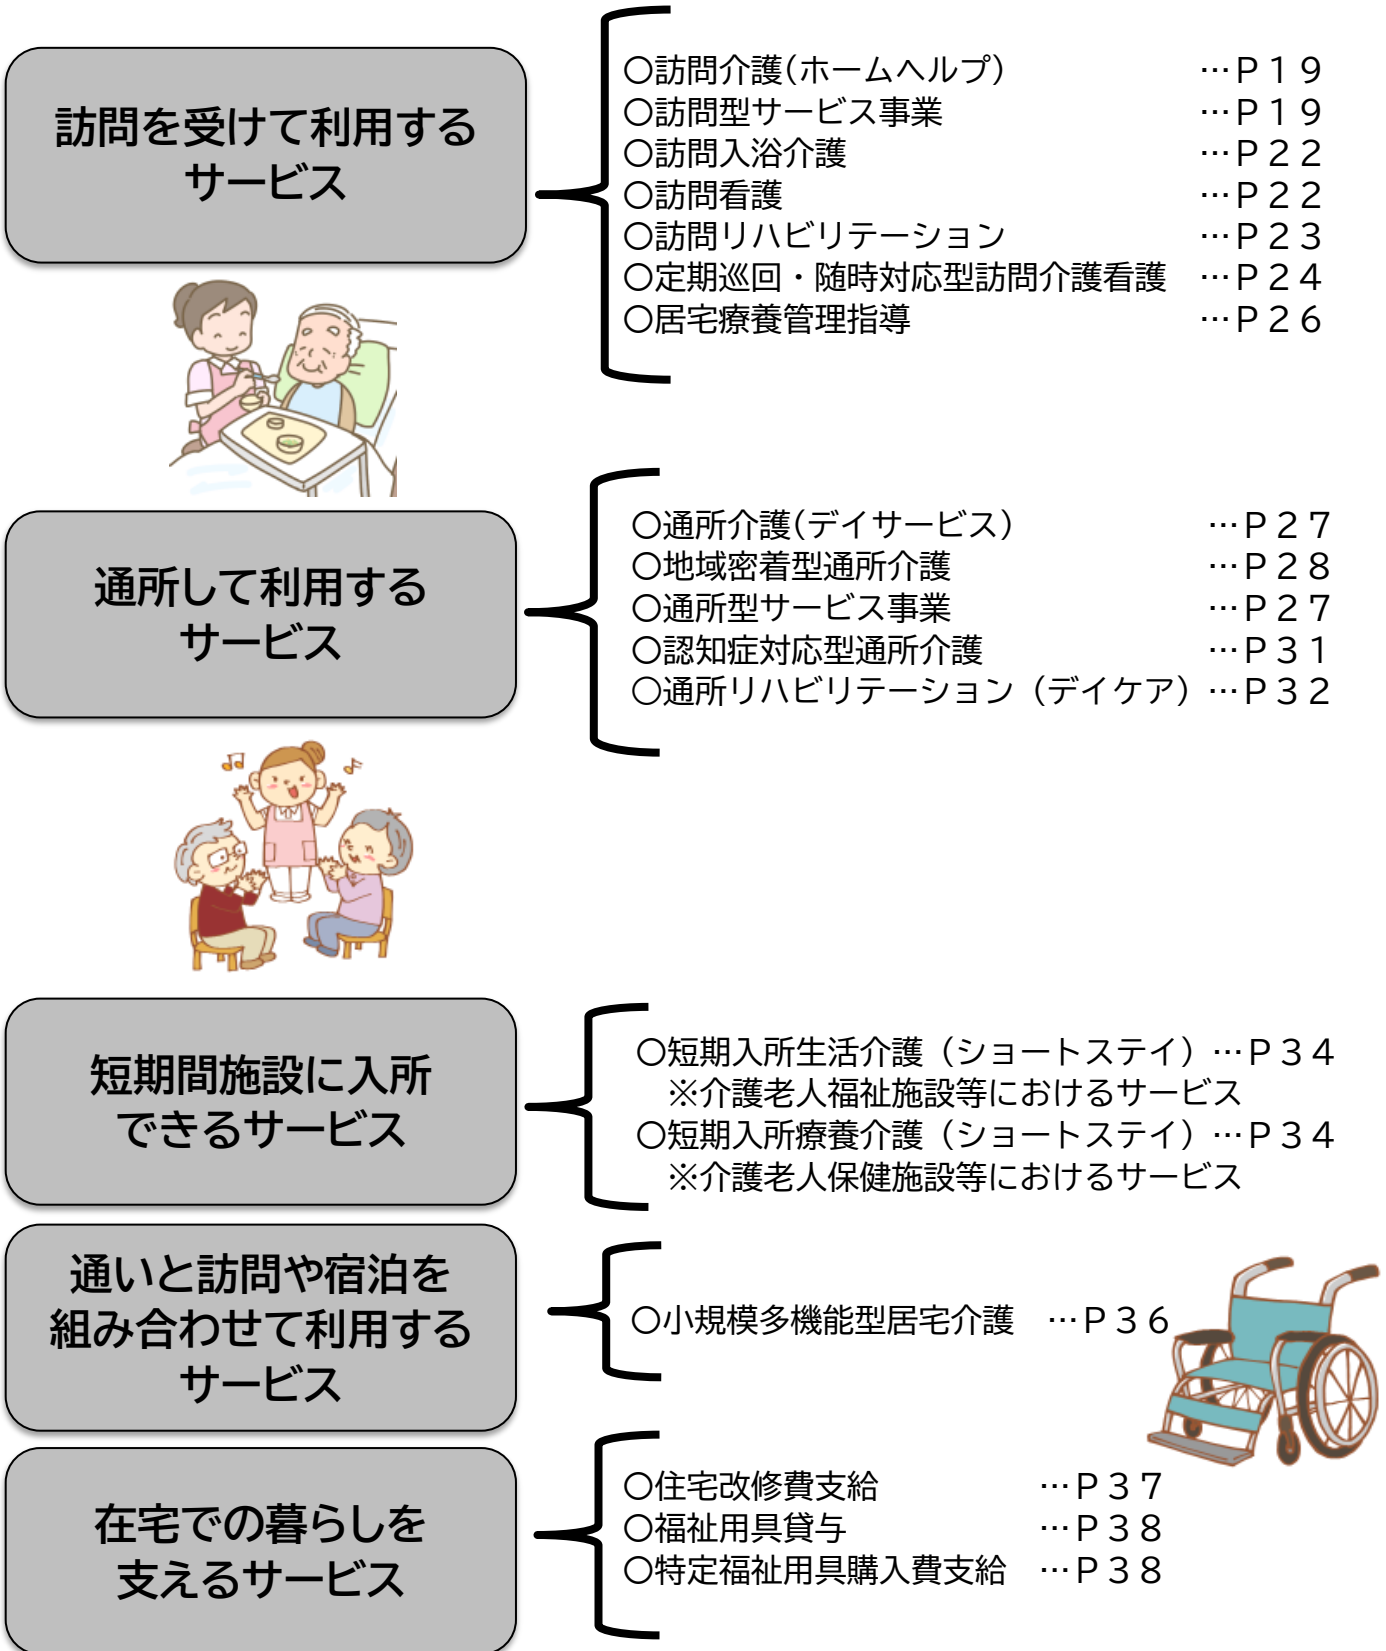 訪問を受けて利用する
サービス
○訪問介護(ホームヘルプ) …P19
○訪問型サービス事業 …P19
○訪問入浴介護 …P22
○訪問看護 …P22
○訪問リハビリテーション …P23
○定期巡回・随時対応型訪問介護看護 …P24
○居宅療養管理指導 …P26
通所して利用する
サービス
○通所介護(デイサービス) …P27
○地域密着型通所介護 …P28
○通所型サービス事業 …P27
○認知症対応型通所介護 …P31
○通所リハビリテーション（デイケア）…P32
短期間施設に入所
できるサービス
○短期入所生活介護（ショートステイ）…P34
※介護老人福祉施設等におけるサービス
○短期入所療養介護（ショートステイ）…P34
※介護老人保健施設等におけるサービス
通いと訪問や宿泊を
組み合わせて利用する
サービス
○小規模多機能型居宅介護 …P36
在宅での暮らしを
支えるサービス
○住宅改修費支給 …P37
○福祉用具貸与 …P38
○特定福祉用具購入費支給 …P38